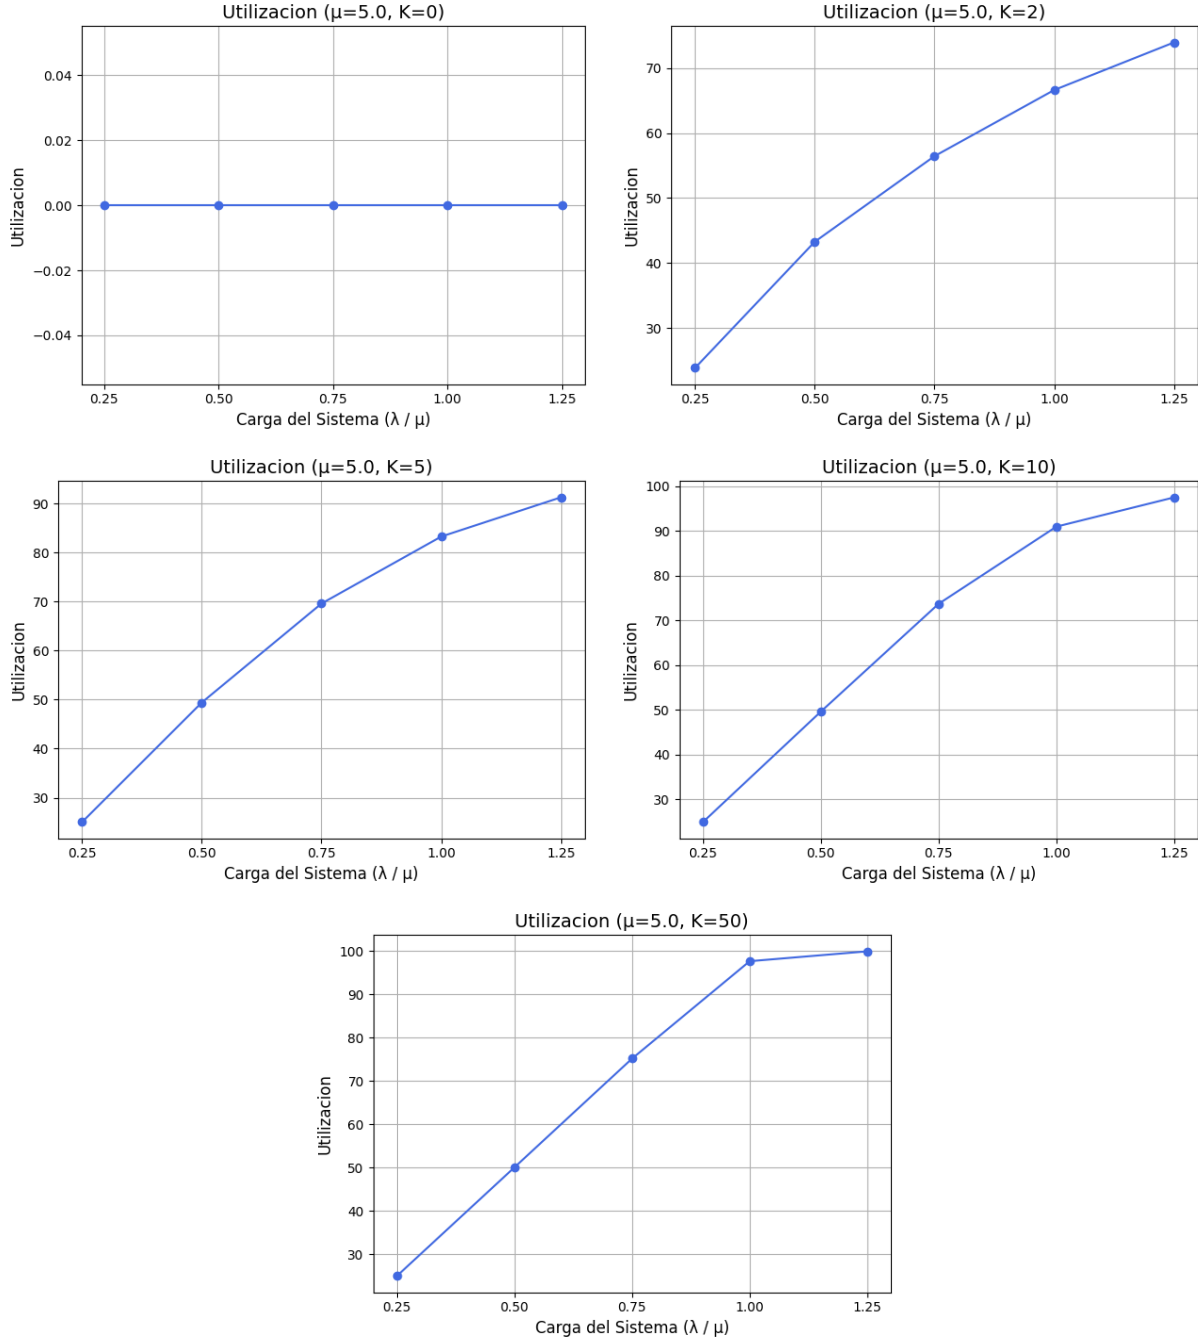 Utilizacion (μ=5.0, K=0)
0.04
0.02
0.00
−0.02
−0.04
Utilizacion
0.25 0.50 0.75 1.00 1.25
Carga del Sistema (λ / μ)
Utilizacion (μ=5.0, K=2)
70
60
50
40
30
Utilizacion
0.25 0.50 0.75 1.00 1.25
Carga del Sistema (λ / μ)
Utilizacion (μ=5.0, K=5)
90
80
70
60
50
40
30
Utilizacion
0.25 0.50 0.75 1.00 1.25
Carga del Sistema (λ / μ)
Utilizacion (μ=5.0, K=10)
100
90
80
70
60
50
40
30
Utilizacion
0.25 0.50 0.75 1.00 1.25
Carga del Sistema (λ / μ)
Utilizacion (μ=5.0, K=50)
100
90
80
70
60
50
40
30
Utilizacion
0.25 0.50 0.75 1.00 1.25
Carga del Sistema (λ / μ)